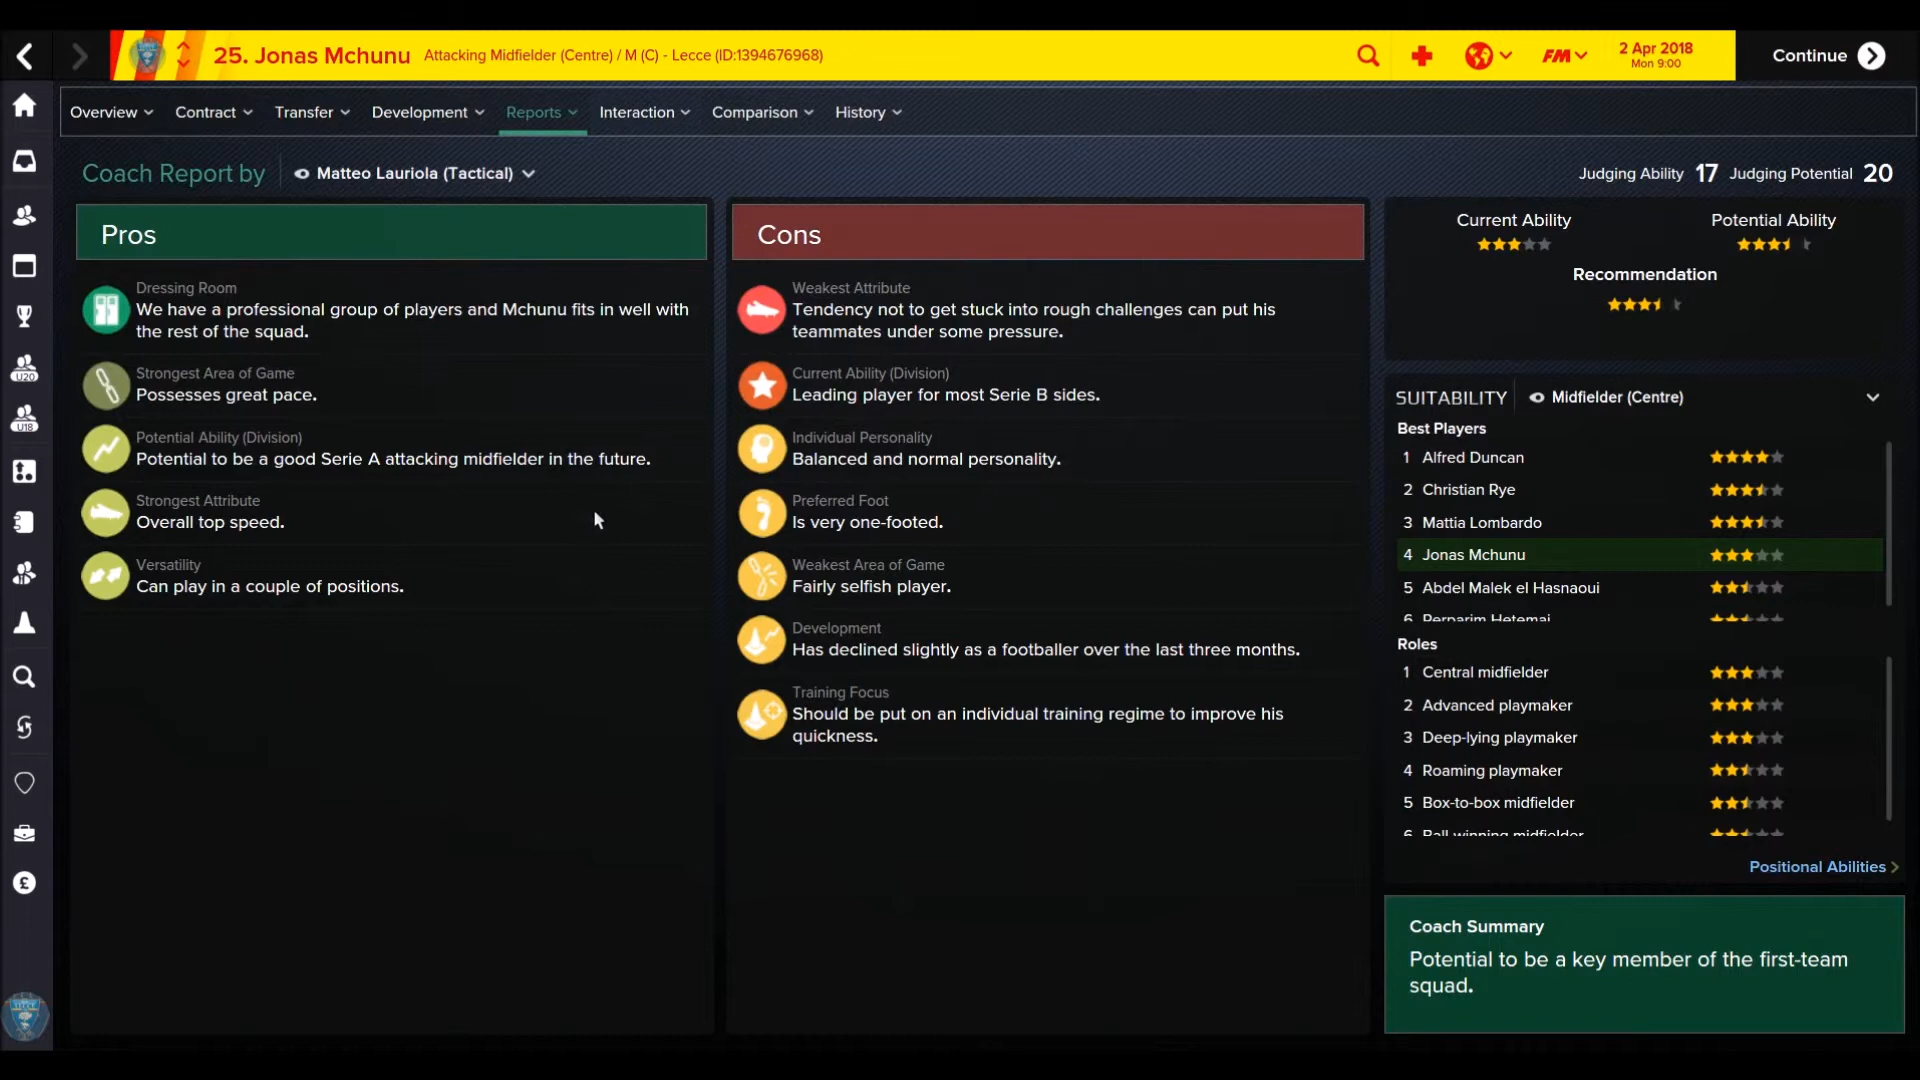 25. Jonas Mchunu
Attacking Midfielder (Centre) / M (C) - Lecce (ID:1394676968)
FM
2 Apr 2018
Mon 9:00
Continue
Overview
Contract
Transfer
Development
Reports
Interaction
Comparison
History
Coach Report by
Matteo Lauriola (Tactical)
Judging Ability 17
Judging Potential 20
Pros
Dressing Room
We have a professional group of players and Mchunu fits in well with
the rest of the squad.
Strongest Area of Game
Possesses great pace.
Potential Ability (Division)
Potential to be a good Serie A attacking midfielder in the future.
Strongest Attribute
Overall top speed.
Versatility
Can play in a couple of positions.
Cons
Weakest Attribute
Tendency not to get stuck into rough challenges can put his
teammates under some pressure.
Current Ability (Division)
Leading player for most Serie B sides.
Individual Personality
Balanced and normal personality.
Preferred Foot
Is very one-footed.
Weakest Area of Game
Fairly selfish player.
Development
Has declined slightly as a footballer over the last three months.
Training Focus
Should be put on an individual training regime to improve his
quickness.
Current Ability
Potential Ability
Recommendation
SUITABILITY
Midfielder (Centre)
Best Players
1 Alfred Duncan
2 Christian Rye
3 Mattia Lombardo
4 Jonas Mchunu
5 Abdel Malek el Hasnaoui
6 Perparim Hetemaj
Roles
1 Central midfielder
2 Advanced playmaker
3 Deep-lying playmaker
4 Roaming playmaker
5 Box-to-box midfielder
6 Ball winning midfielder
Positional Abilities
Coach Summary
Potential to be a key member of the first-team
squad.
U20
U18
£